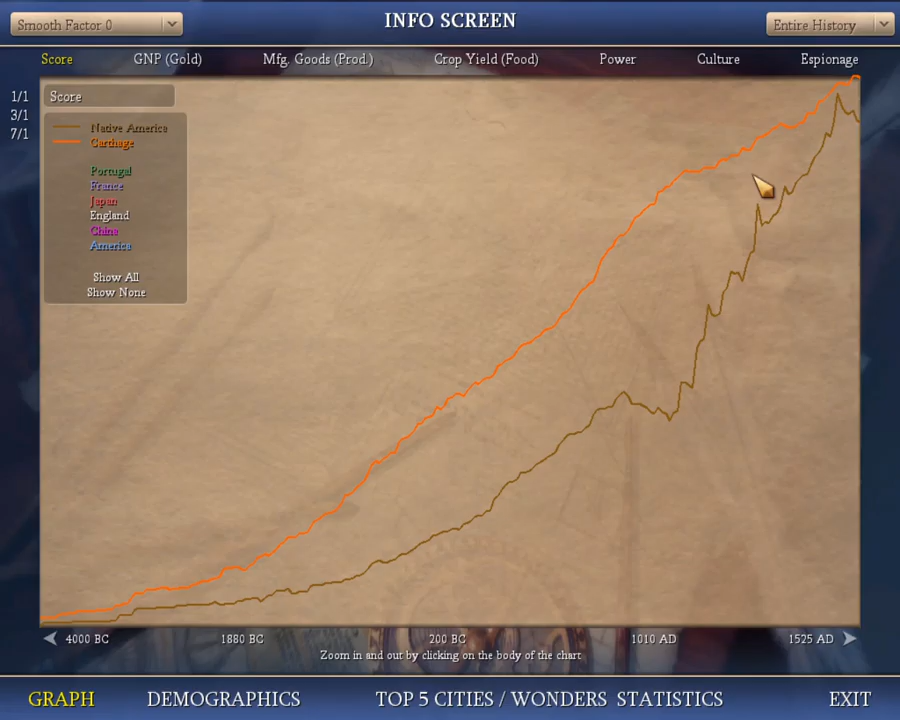 INFO SCREEN
Smooth Factor 0
Entire History
Score GNP (Gold) Mfg. Goods (Prod.) Crop Yield (Food) Power Culture Espionage
1/1
3/1
7/1
Score
Native America
Carthage
Portugal
France
Japan
England
China
America
Show All
Show None
4000 BC 1880 BC 200 BC 1010 AD 1525 AD
Zoom in and out by clicking on the body of the chart
GRAPH DEMOGRAPHICS TOP 5 CITIES / WONDERS STATISTICS EXIT